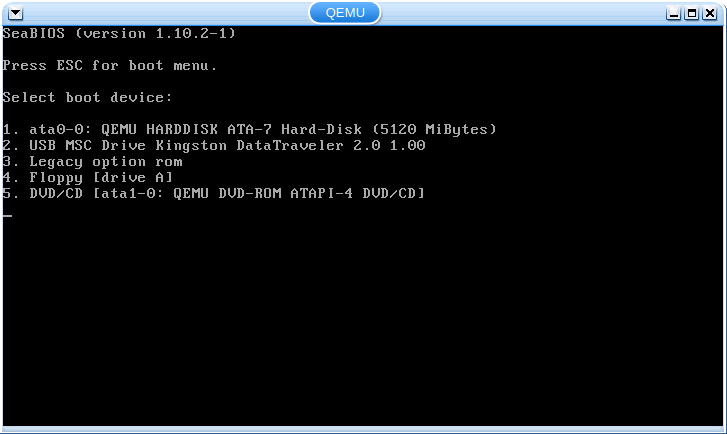 QEMU
SeaBIOS (version 1.10.2-1)
Press ESC for boot menu.
Select boot device:
1. ata0-0: QEMU HARDDISK ATA-7 Hard-Disk (5120 MiBytes)
2. USB MSC Drive Kingston DataTraveler 2.0 1.00
3. Legacy option rom
4. Floppy [drive A]
5. DVD/CD [ata1-0: QEMU DVD-ROM ATAPI-4 DVD/CD]